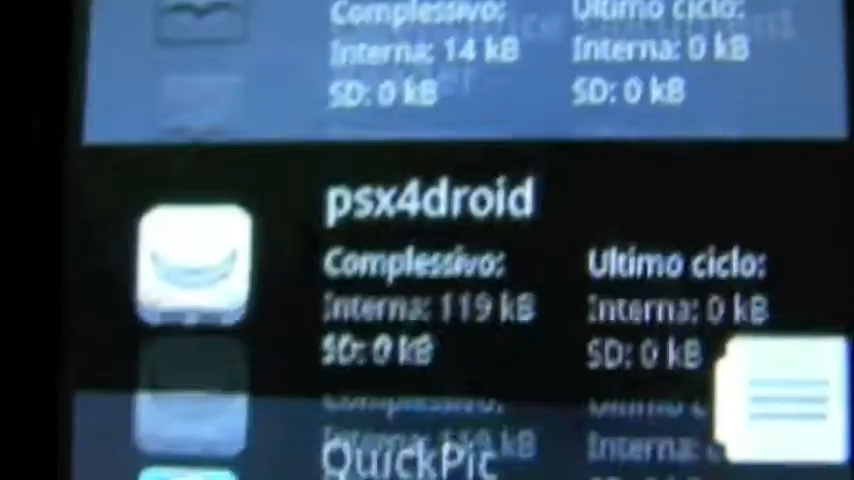 Complessivo: Ultimo ciclo:
Interna: 14 kB Interna: 0 kB
SD: 0 kB SD: 0 kB
psx4droid
Complessivo: Ultimo ciclo:
Interna: 119 kB Interna: 0 kB
SD: 0 kB SD: 0 kB
QuickPic